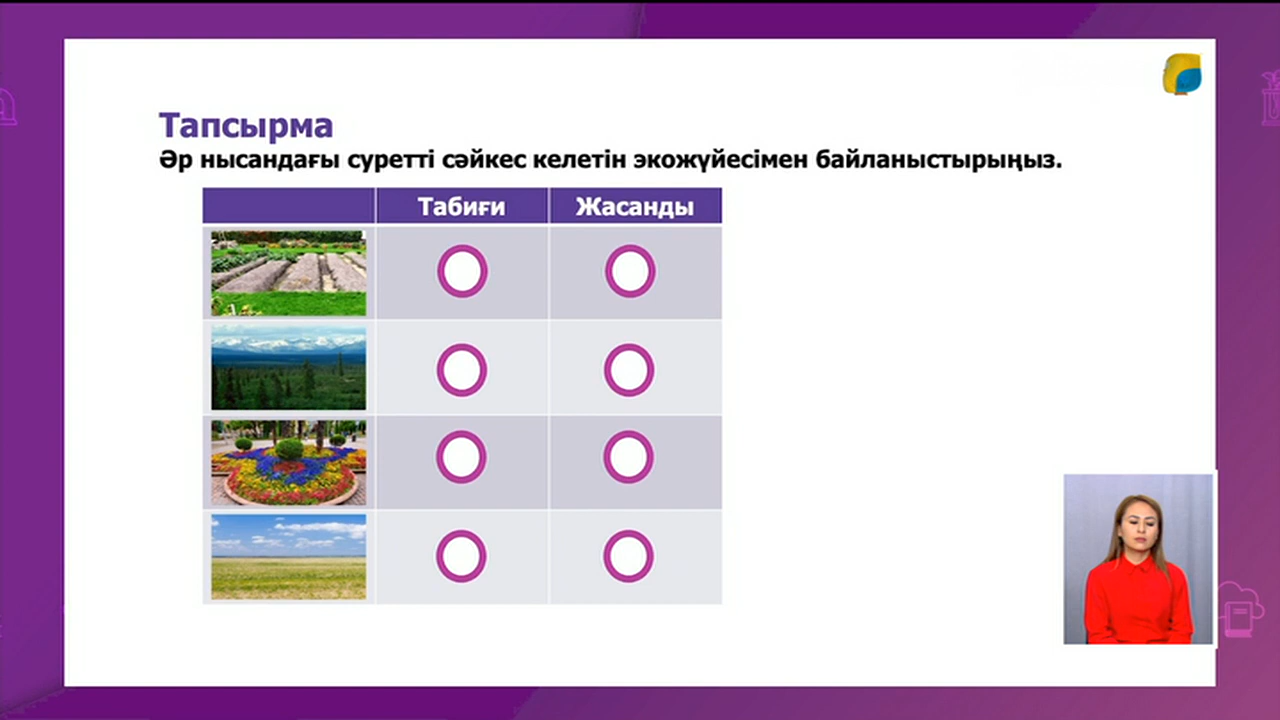 Тапсырма
Әр нысандағы суретті сәйкес келетін экожүйесімен байланыстырыңыз.
Табиғи Жасанды